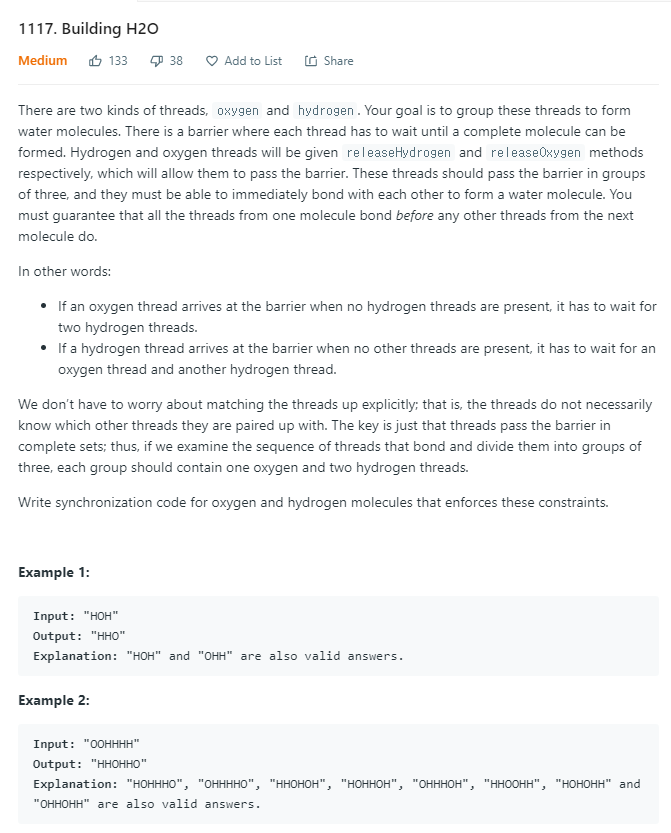 1117. Building H2O
Medium 133 38 Add to List Share
There are two kinds of threads, oxygen and hydrogen. Your goal is to group these threads to form
water molecules. There is a barrier where each thread has to wait until a complete molecule can be
formed. Hydrogen and oxygen threads will be given releaseHydrogen and releaseOxygen methods
respectively, which will allow them to pass the barrier. These threads should pass the barrier in groups
of three, and they must be able to immediately bond with each other to form a water molecule. You
must guarantee that all the threads from one molecule bond before any other threads from the next
molecule do.
In other words:
• If an oxygen thread arrives at the barrier when no hydrogen threads are present, it has to wait for
two hydrogen threads.
• If a hydrogen thread arrives at the barrier when no other threads are present, it has to wait for an
oxygen thread and another hydrogen thread.
We don't have to worry about matching the threads up explicitly; that is, the threads do not necessarily
know which other threads they are paired up with. The key is just that threads pass the barrier in
complete sets; thus, if we examine the sequence of threads that bond and divide them into groups of
three, each group should contain one oxygen and two hydrogen threads.
Write synchronization code for oxygen and hydrogen molecules that enforces these constraints.
Example 1:
Input: "HOH"
Output: "HHO"
Explanation: "HOH" and "OHH" are also valid answers.
Example 2:
Input: "OOHHHH"
Output: "HHOHHO"
Explanation: "HOHHHO", "OHHHHO", "HHOHOH", "HOHHOH", "OHHHOH", "HHOOHH", "HOHOHH" and
"OHHOHH" are also valid answers.